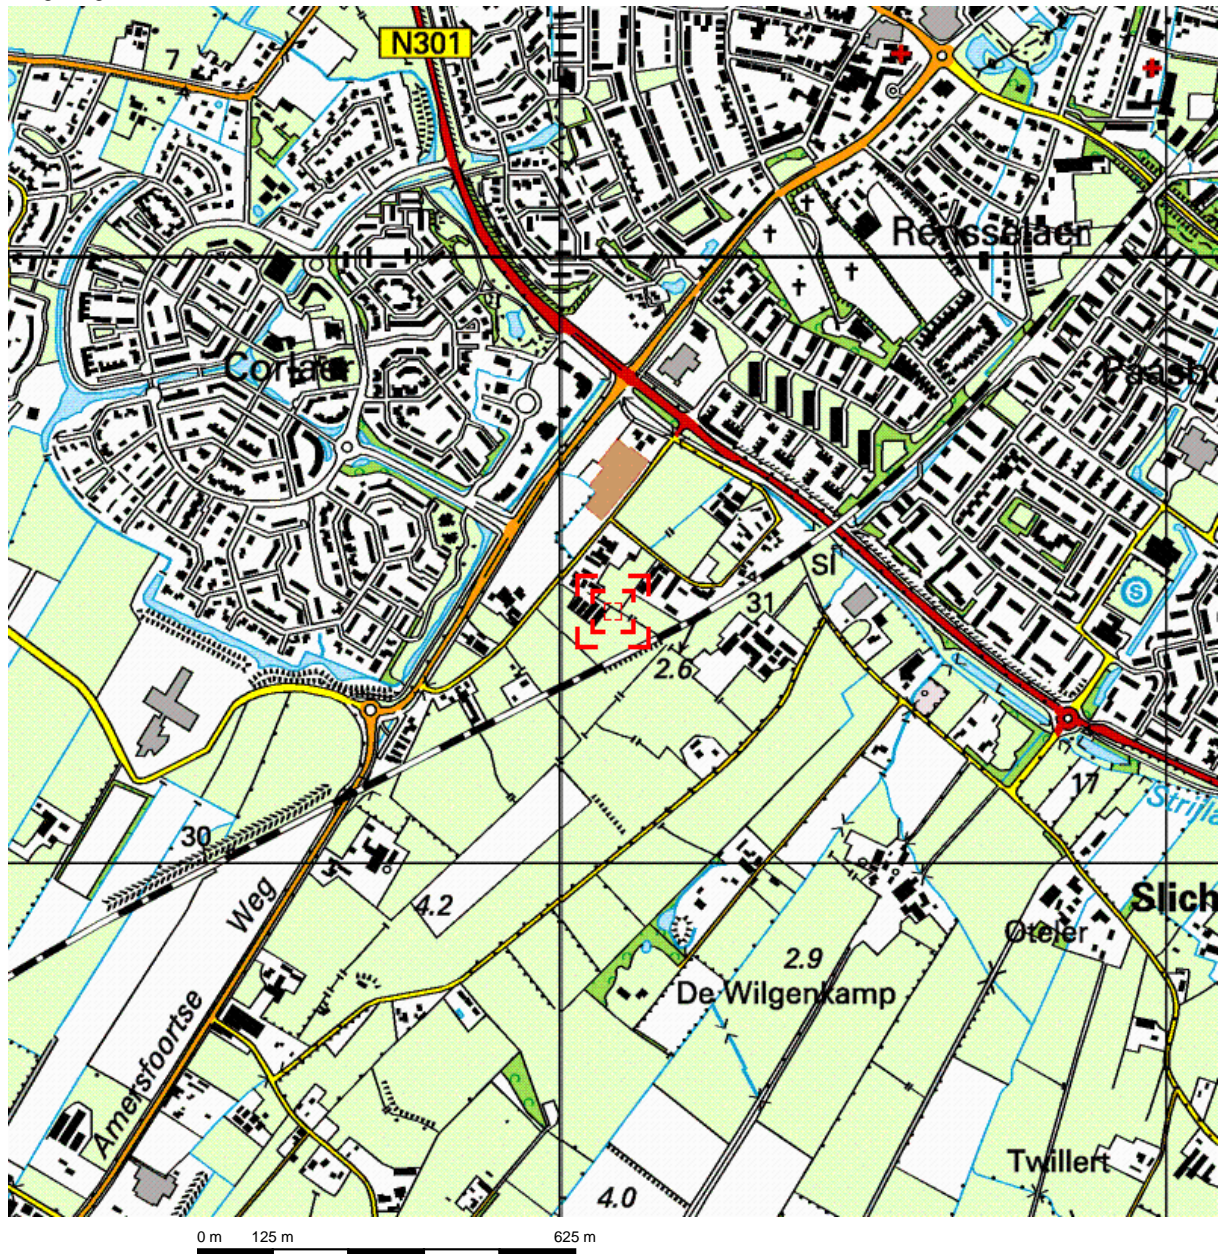 N301
7
Rensselaer
Corlaer
Paasb
Sl
31
2.6
17
Strijla
30
Weg
4.2
Slich
Oteler
2.9
De Wilgenkamp
Amersfoortse
Twillert
4.0
S
0 m 125 m 625 m